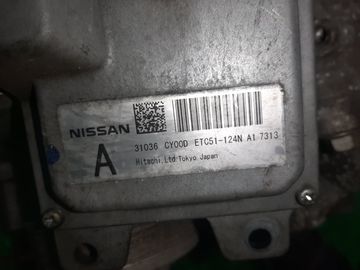 NISSAN
A
31036 CY00D ETC51-124N A1 7313
Hitachi,Ltd.Tokyo Japan